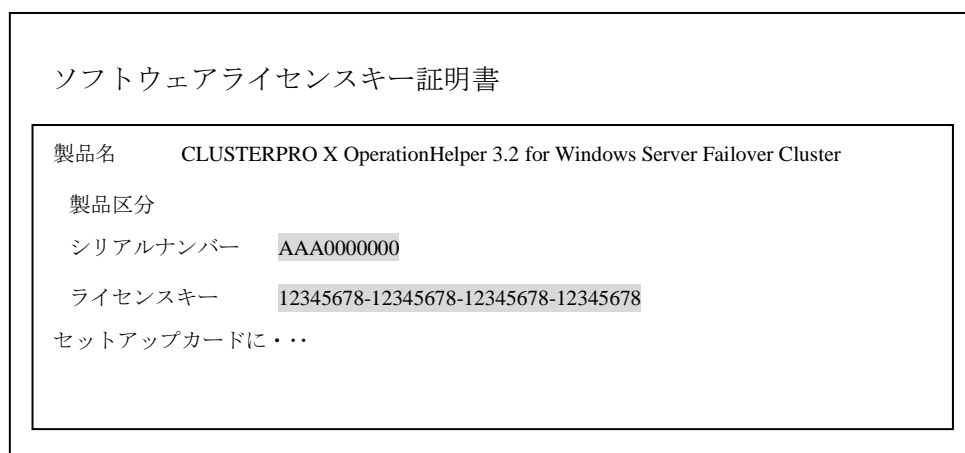 ソフトウェアライセンスキー証明書
製品名 CLUSTERPRO X OperationHelper 3.2 for Windows Server Failover Cluster
製品区分
シリアルナンバー AAA0000000
ライセンスキー 12345678-12345678-12345678-12345678
セットアップカードに・・・